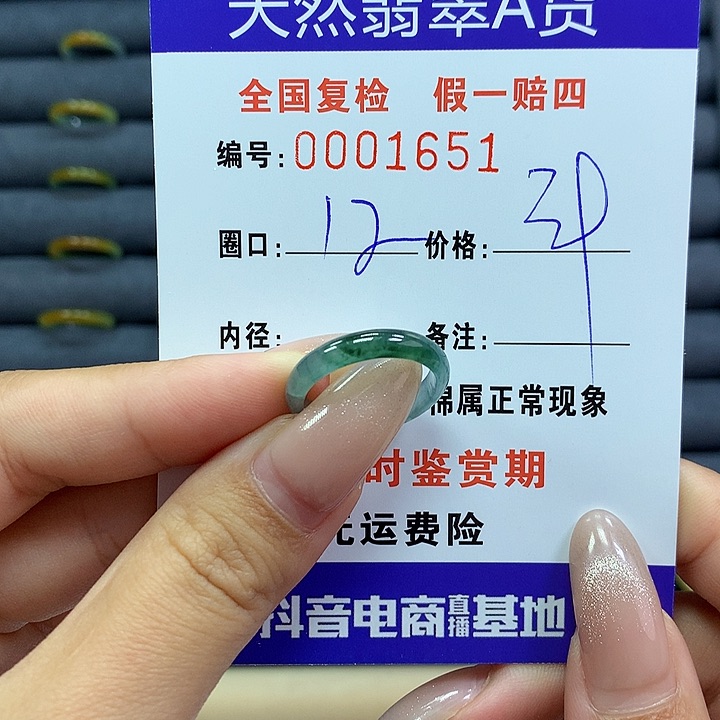 天然翡翠A货
全国复检 假一赔四
编号:0001651
圈口: 12 价格:
内径: 备注:
棉属正常现象
时鉴赏期
运费险
抖音电商直播基地